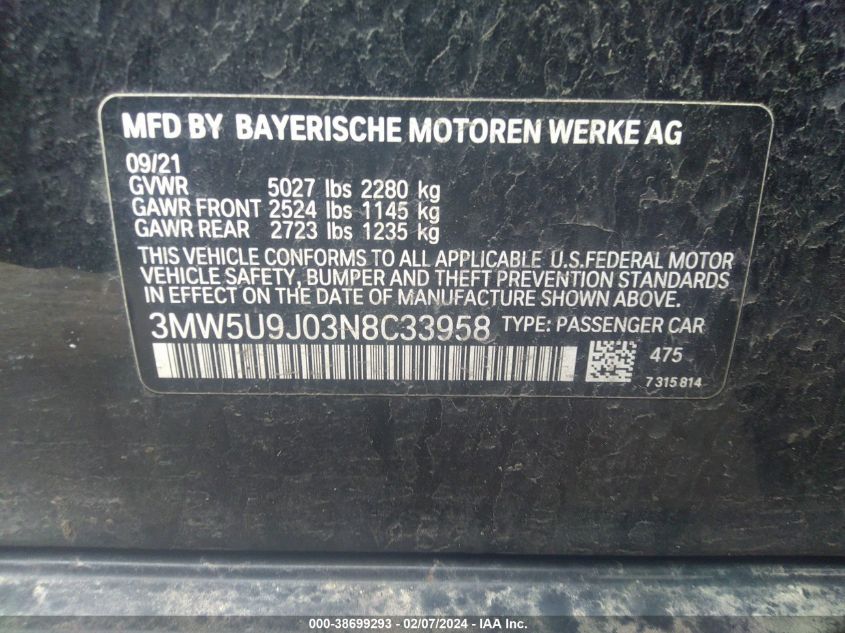 MFD BY BAYERISCHE MOTOREN WERKE AG
09/21
GVWR 5027 lbs 2280 kg
GAWR FRONT 2524 lbs 1145 kg
GAWR REAR 2723 lbs 1235 kg
THIS VEHICLE CONFORMS TO ALL APPLICABLE U.S.FEDERAL MOTOR
VEHICLE SAFETY, BUMPER AND THEFT PREVENTION STANDARDS
IN EFFECT ON THE DATE OF MANUFACTURE SHOWN ABOVE.
3MW5U9J03N8C33958 TYPE: PASSENGER CAR
475
7 315 814
000-38699293 - 02/07/2024 - IAA Inc.